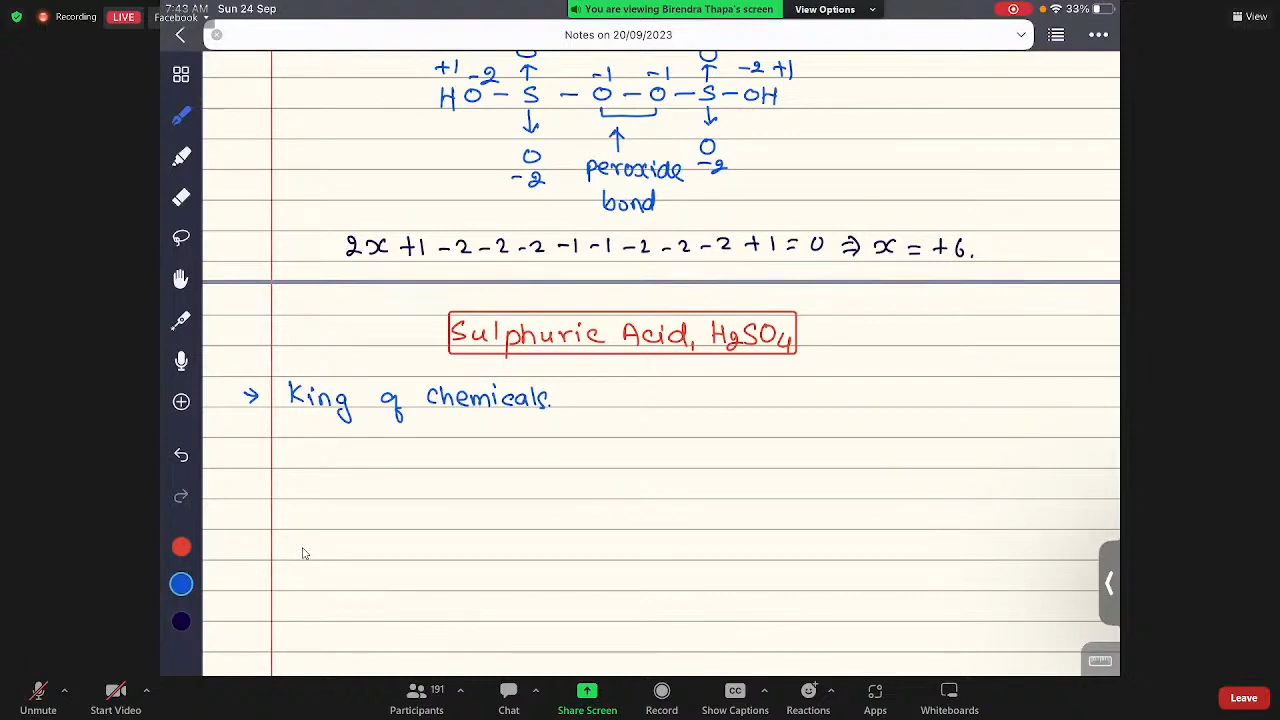 7:43 AM Sun 24 Sep
Recording LIVE Facebook
You are viewing Birendra Thapa's screen View Options
33%
View
Notes on 20/09/2023
+1 -2 O -1 -1 O -2 +1
HO - S - O - O - S - OH
↓ ↑ ↓
O peroxide O
-2 -2
bond
2x +1 -2 -2 -2 -1 -1 -2 -2 -2 +1 = 0 ⇒ x = +6.
Sulphuric Acid, H2SO4
→ King of chemicals.
191
Unmute Start Video Participants Chat Share Screen Record Show Captions Reactions Apps Whiteboards Leave